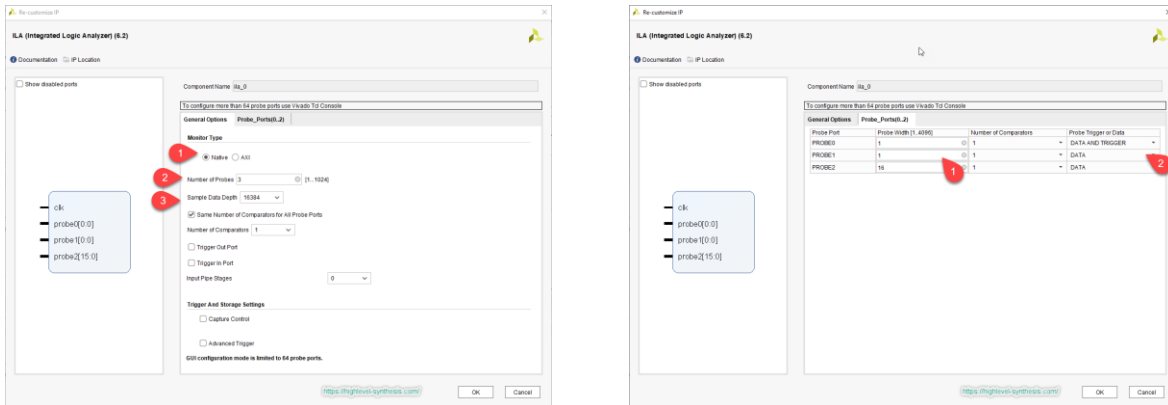 Re-customize IP
ILA (Integrated Logic Analyzer) (6.2)
Documentation IP Location
Show disabled ports
clk
probe0[0:0]
probe1[0:0]
probe2[15:0]
Component Name ila_0
To configure more than 64 probe ports use Vivado Tcl Console
General Options Probe_Ports(0..2)
Monitor Type
1
Native AXI
2
Number of Probes 3 [1...1024]
3
Sample Data Depth 16384
Same Number of Comparators for All Probe Ports
Number of Comparators 1
Trigger Out Port
Trigger In Port
Input Pipe Stages 0
Trigger And Storage Settings
Capture Control
Advanced Trigger
GUI configuration mode is limited to 64 probe ports.
https://highlevel-synthesis.com/
OK Cancel
Re-customize IP
ILA (Integrated Logic Analyzer) (6.2)
Documentation IP Location
Show disabled ports
clk
probe0[0:0]
probe1[0:0]
probe2[15:0]
Component Name ila_0
To configure more than 64 probe ports use Vivado Tcl Console
General Options Probe_Ports(0..2)
Probe Port Probe Width [1..4096] Number of Comparators Probe Trigger or Data
PROBE0 1 1 DATA AND TRIGGER
PROBE1 1 1 DATA
PROBE2 16 1 DATA
1
2
https://highlevel-synthesis.com/
OK Cancel